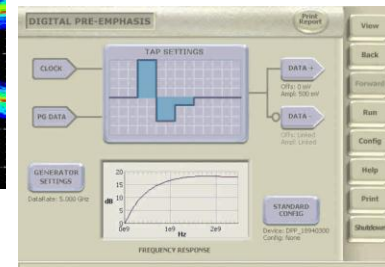 DIGITAL PRE-EMPHASIS
Print
Report
View
TAP SETTINGS
Back
CLOCK
DATA +
Forward
Offs: 0 mV
Ampl: 500 mV
PG DATA
DATA -
Run
Offs: Linked
Ampl: Linked
Config
GENERATOR
SETTINGS
DataRate: 5.000 GHz
20
15
dB 10
5
0
0e9 1e9 2e9
Hz
FREQUENCY RESPONSE
Help
STANDARD
CONFIG
Print
Device: DPP_18940300
Config: None
Shutdown